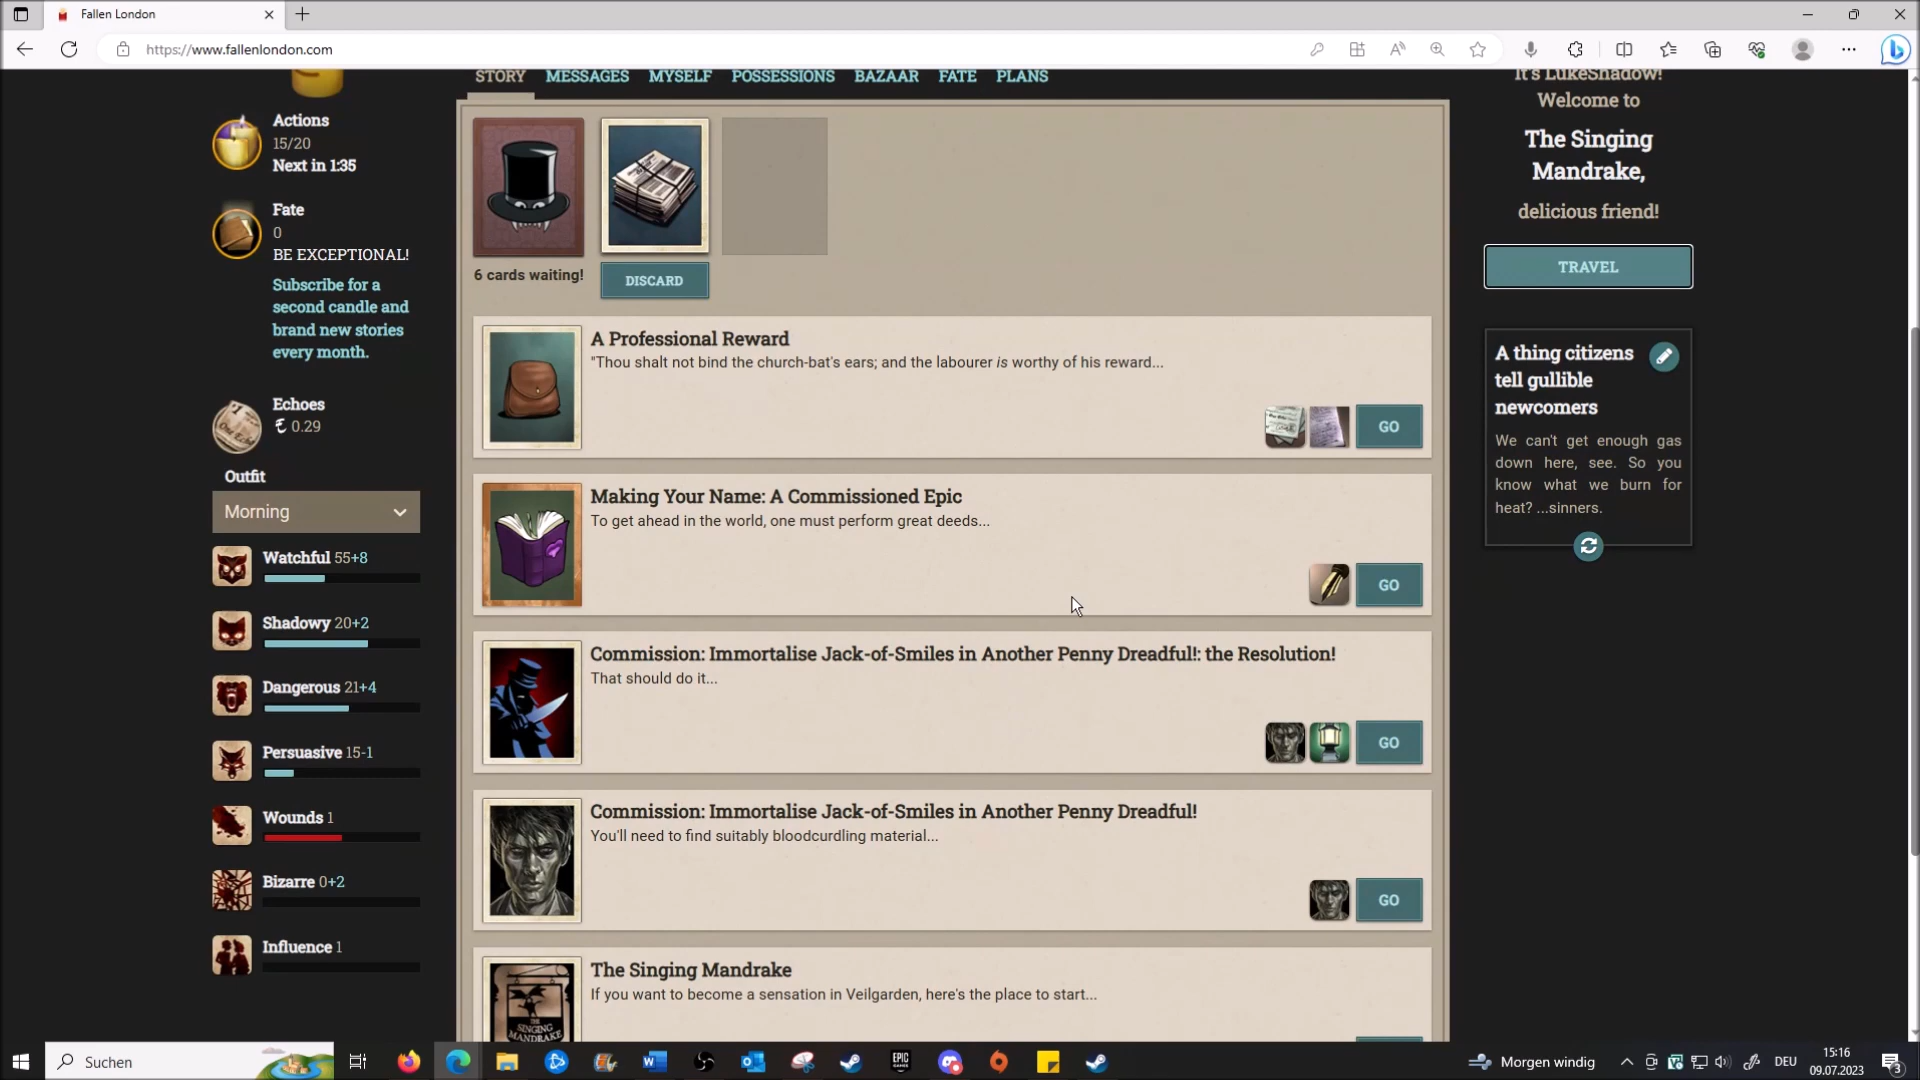 Fallen London
https://www.fallenlondon.com
STORY MESSAGES MYSELF POSSESSIONS BAZAAR FATE PLANS
Actions
15/20
Next in 1:35
Fate
0
BE EXCEPTIONAL!
Subscribe for a
second candle and
brand new stories
every month.
Echoes
0.29
Outfit
Morning
Watchful 55+8
Shadowy 20+2
Dangerous 21+4
Persuasive 15-1
Wounds 1
Bizarre 0+2
Influence 1
6 cards waiting!
DISCARD
A Professional Reward
"Thou shalt not bind the church-bat's ears; and the labourer is worthy of his reward...
GO
Making Your Name: A Commissioned Epic
To get ahead in the world, one must perform great deeds...
GO
Commission: Immortalise Jack-of-Smiles in Another Penny Dreadful!: the Resolution!
That should do it...
GO
Commission: Immortalise Jack-of-Smiles in Another Penny Dreadful!
You'll need to find suitably bloodcurdling material...
GO
The Singing Mandrake
If you want to become a sensation in Veilgarden, here's the place to start...
THE
SINGING
MANDRAKE
It's LukeShadow!
Welcome to
The Singing
Mandrake,
delicious friend!
TRAVEL
A thing citizens
tell gullible
newcomers
We can't get enough gas
down here, see. So you
know what we burn for
heat? ...sinners.
Suchen
EPIC
GAMES
Morgen windig
DEU
15:16
09.07.2023
3